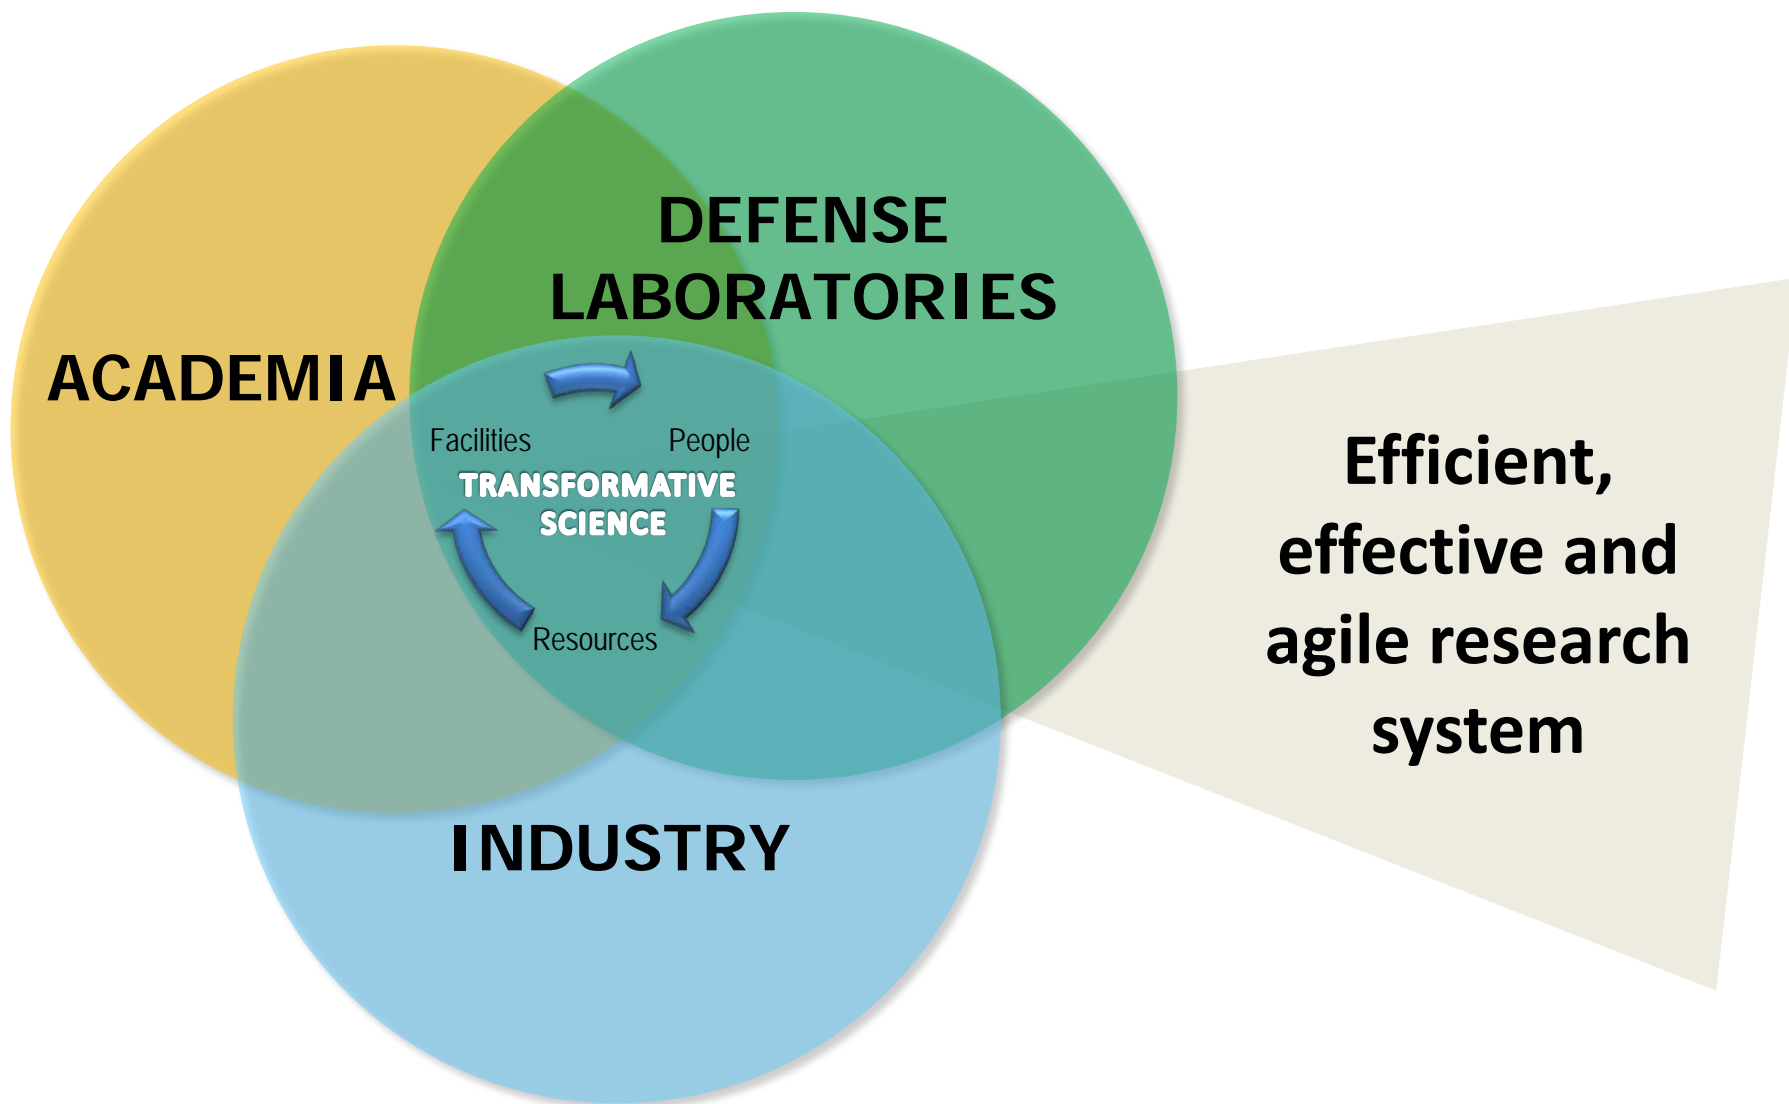 DEFENSE
LABORATORIES
ACADEMIA
Facilities
People
TRANSFORMATIVE
SCIENCE
Resources
INDUSTRY
Efficient,
effective and
agile research
system